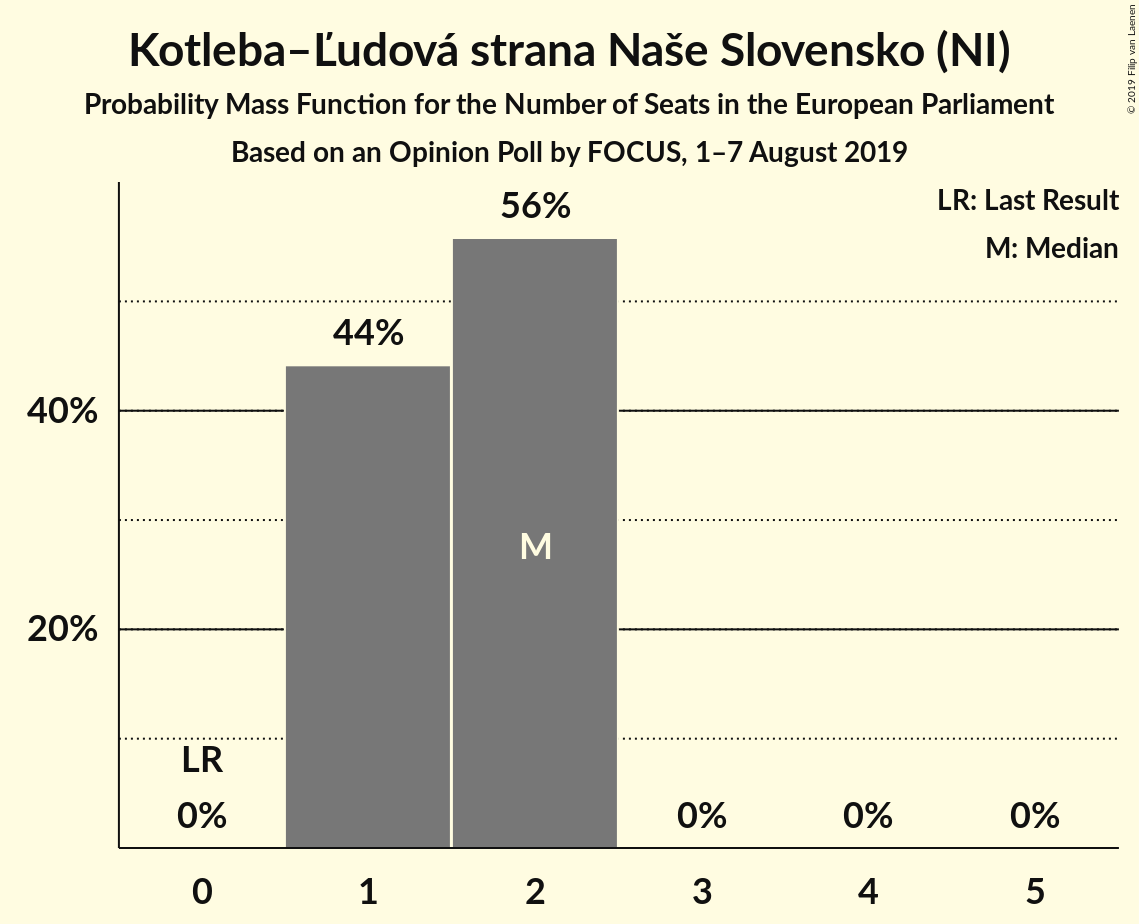 Kotleba–Ľudová strana Naše Slovensko (NI)
Probability Mass Function for the Number of Seats in the European Parliament
Based on an Opinion Poll by FOCUS, 1–7 August 2019
© 2019 Filip van Laenen
LR: Last Result
M: Median
56%
44%
40%
M
20%
LR
0%
0%
0%
0%
0
1
2
3
4
5